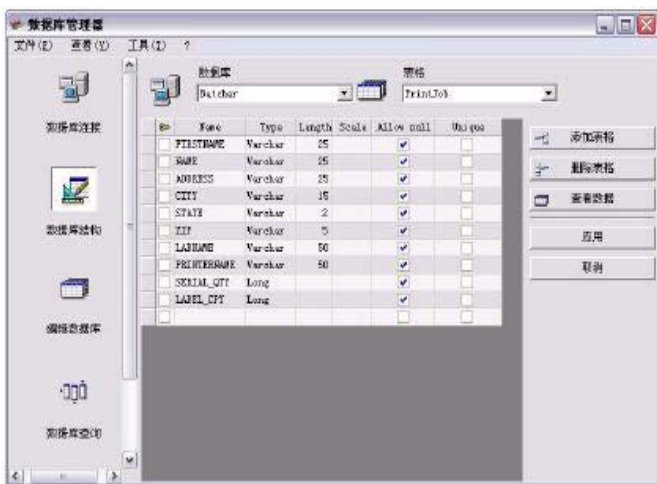 数据库管理器
文件(F) 查看(V) 工具(T) ?
数据库连接
数据库结构
编辑数据库
数据库查询
数据库
Batcher
表格
PrintJob
Name Type Length Scale Allow null Unique
FIRSTNAME Varchar 25
NAME Varchar 25
ADDRESS Varchar 25
CITY Varchar 15
STATE Varchar 2
ZIP Varchar 5
LABNAME Varchar 50
PRINTERNAME Varchar 50
SERIAL_QTY Long
LABEL_CPY Long
添加表格
删除表格
查看数据
应用
取消